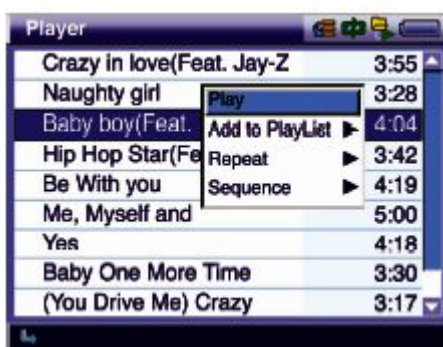 Player
Crazy in love(Feat. Jay-Z 3:55
Naughty girl 3:28
Baby boy(Feat. 4:04
Hip Hop Star(Fe 3:42
Be With you 4:19
Me, Myself and 5:00
Yes 4:18
Baby One More Time 3:30
(You Drive Me) Crazy 3:17
Play
Add to PlayList
Repeat
Sequence